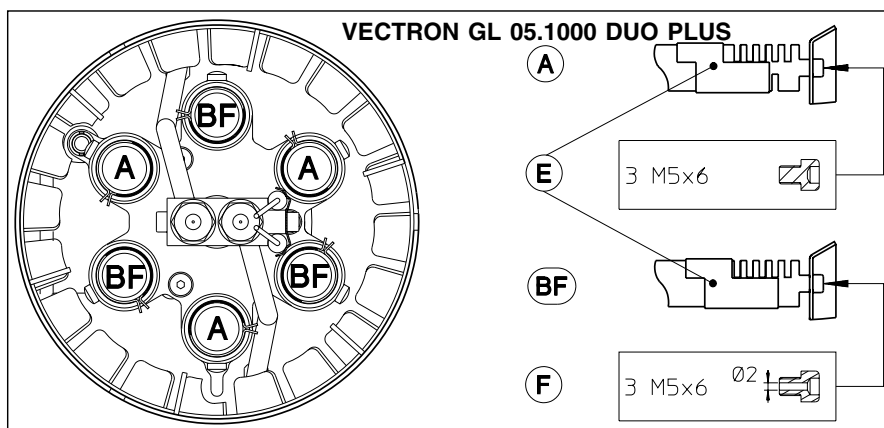 VECTRON GL 05.1000 DUO PLUS
BF
A
A
BF
BF
A
A
E
3 M5x6
BF
F
3 M5x6 Ø2